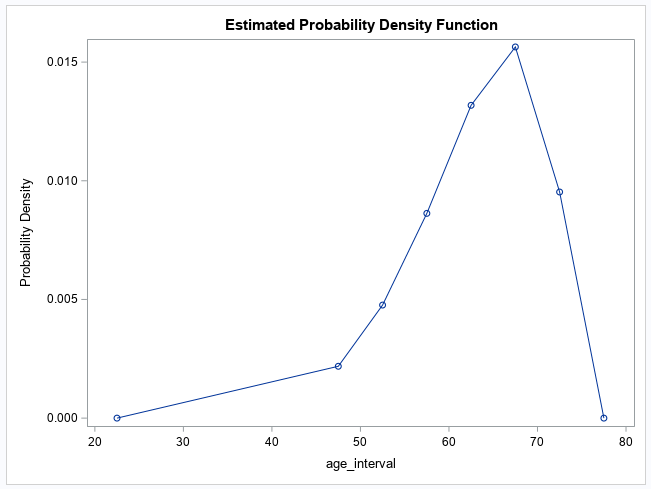 Estimated Probability Density Function
0.015
0.010
0.005
0.000
Probability Density
20 30 40 50 60 70 80
age_interval